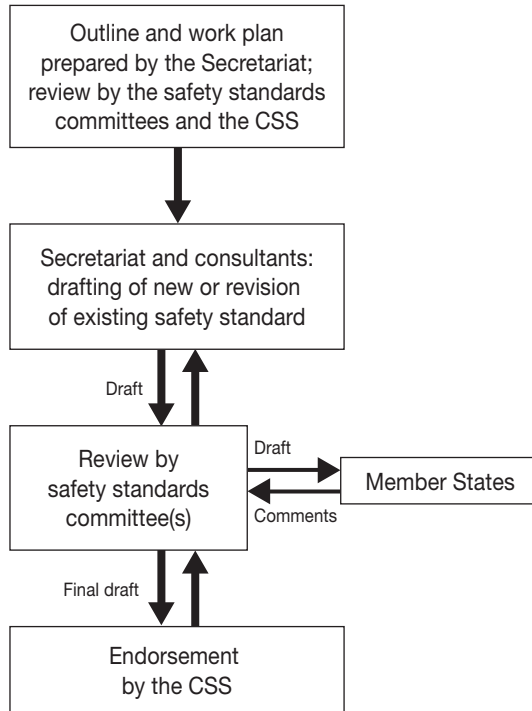 Outline and work plan
prepared by the Secretariat;
review by the safety standards
committees and the CSS
Secretariat and consultants:
drafting of new or revision
of existing safety standard
Draft
Review by
safety standards
committee(s)
Draft
Comments
Member States
Final draft
Endorsement
by the CSS